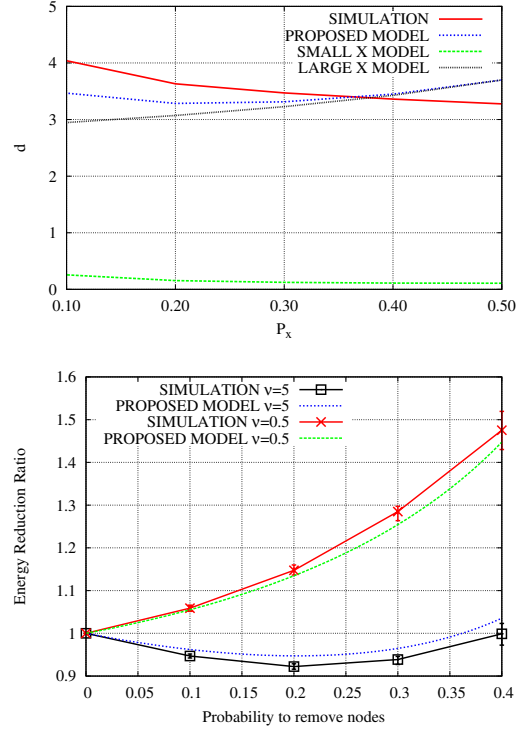 5
4
3
2
1
0
d
SIMULATION
PROPOSED MODEL
SMALL X MODEL
LARGE X MODEL
0.10 0.20 0.30 0.40 0.50
P_x
1.6
1.5
1.4
1.3
1.2
1.1
1
0.9
Energy Reduction Ratio
SIMULATION ν=5
PROPOSED MODEL ν=5
SIMULATION ν=0.5
PROPOSED MODEL ν=0.5
0 0.05 0.1 0.15 0.2 0.25 0.3 0.35 0.4
Probability to remove nodes